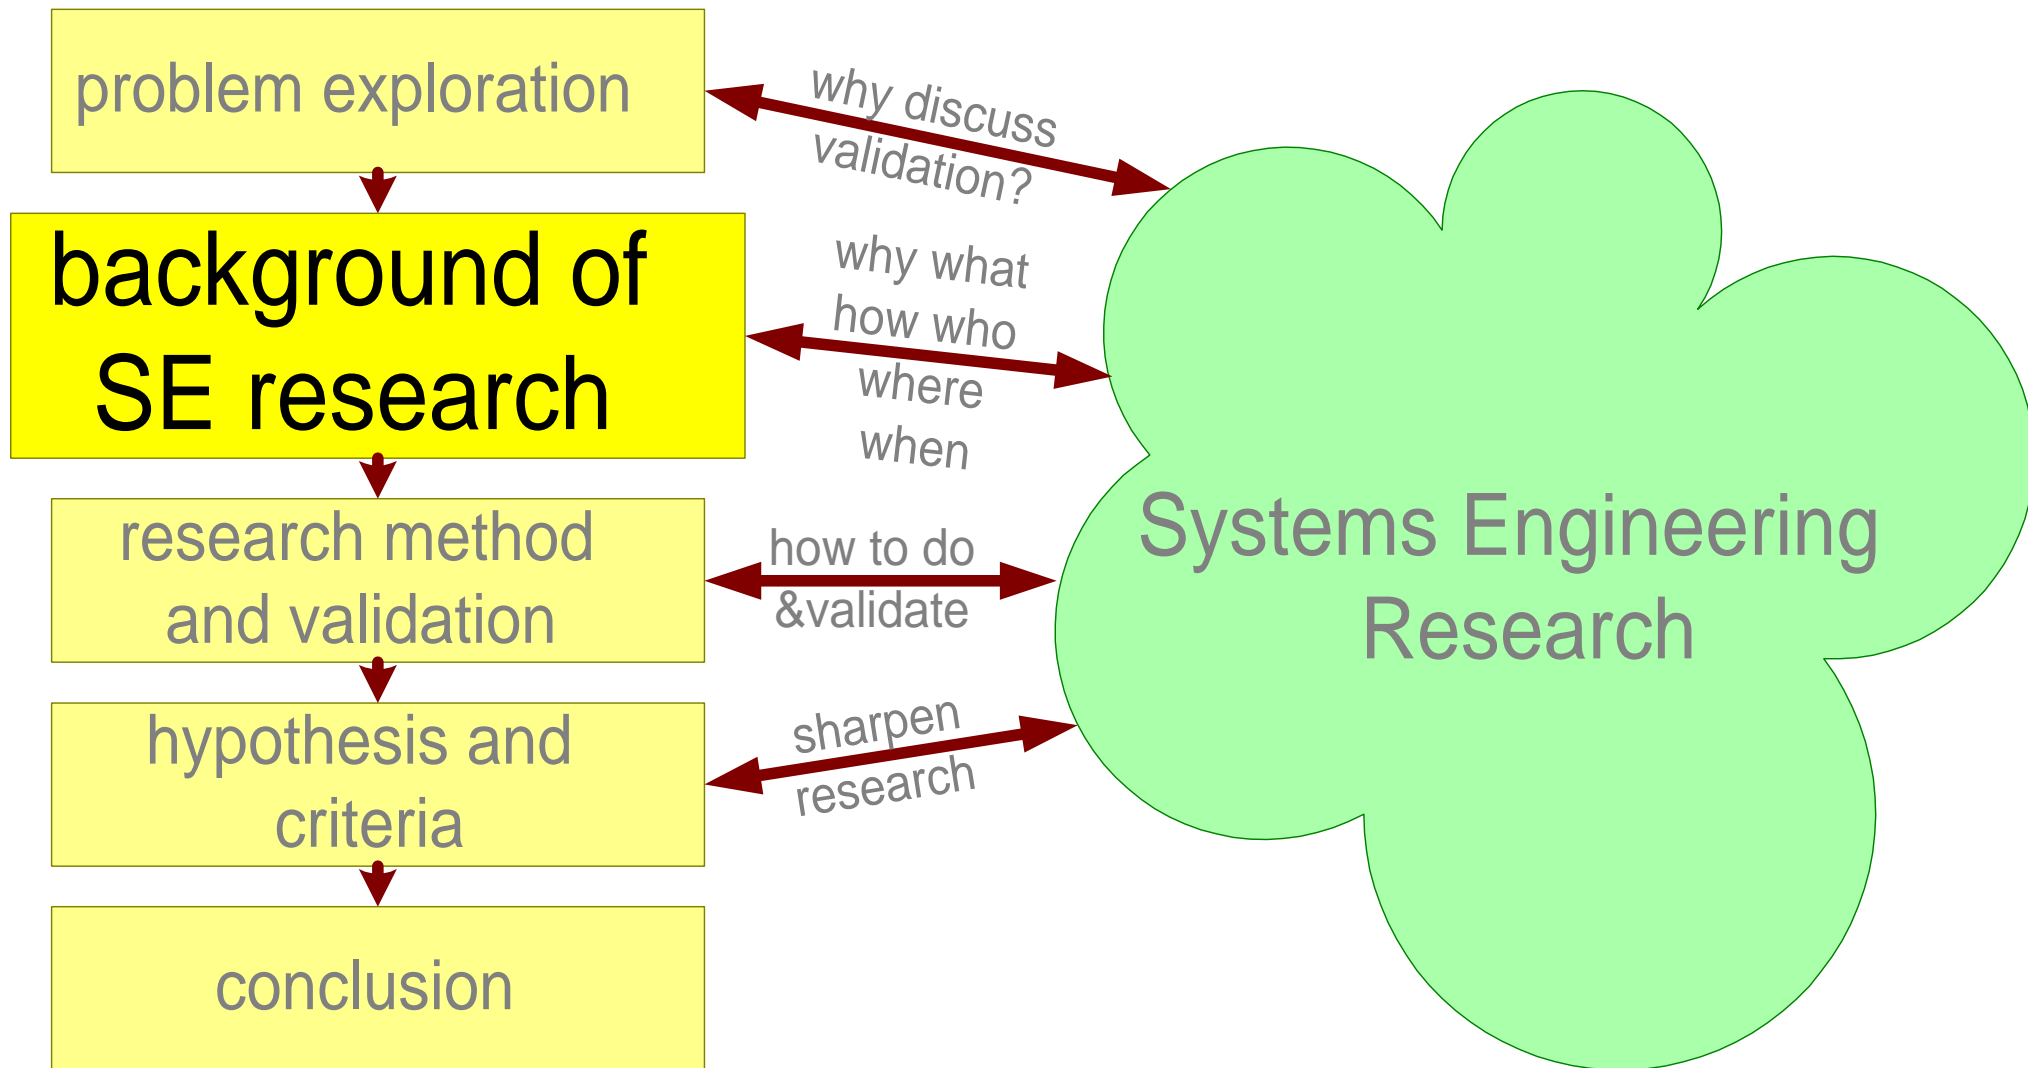 problem exploration
why discuss
validation?
background of
SE research
why what
how who
where
when
research method
and validation
how to do
&validate
Systems Engineering
Research
hypothesis and
criteria
sharpen
research
conclusion